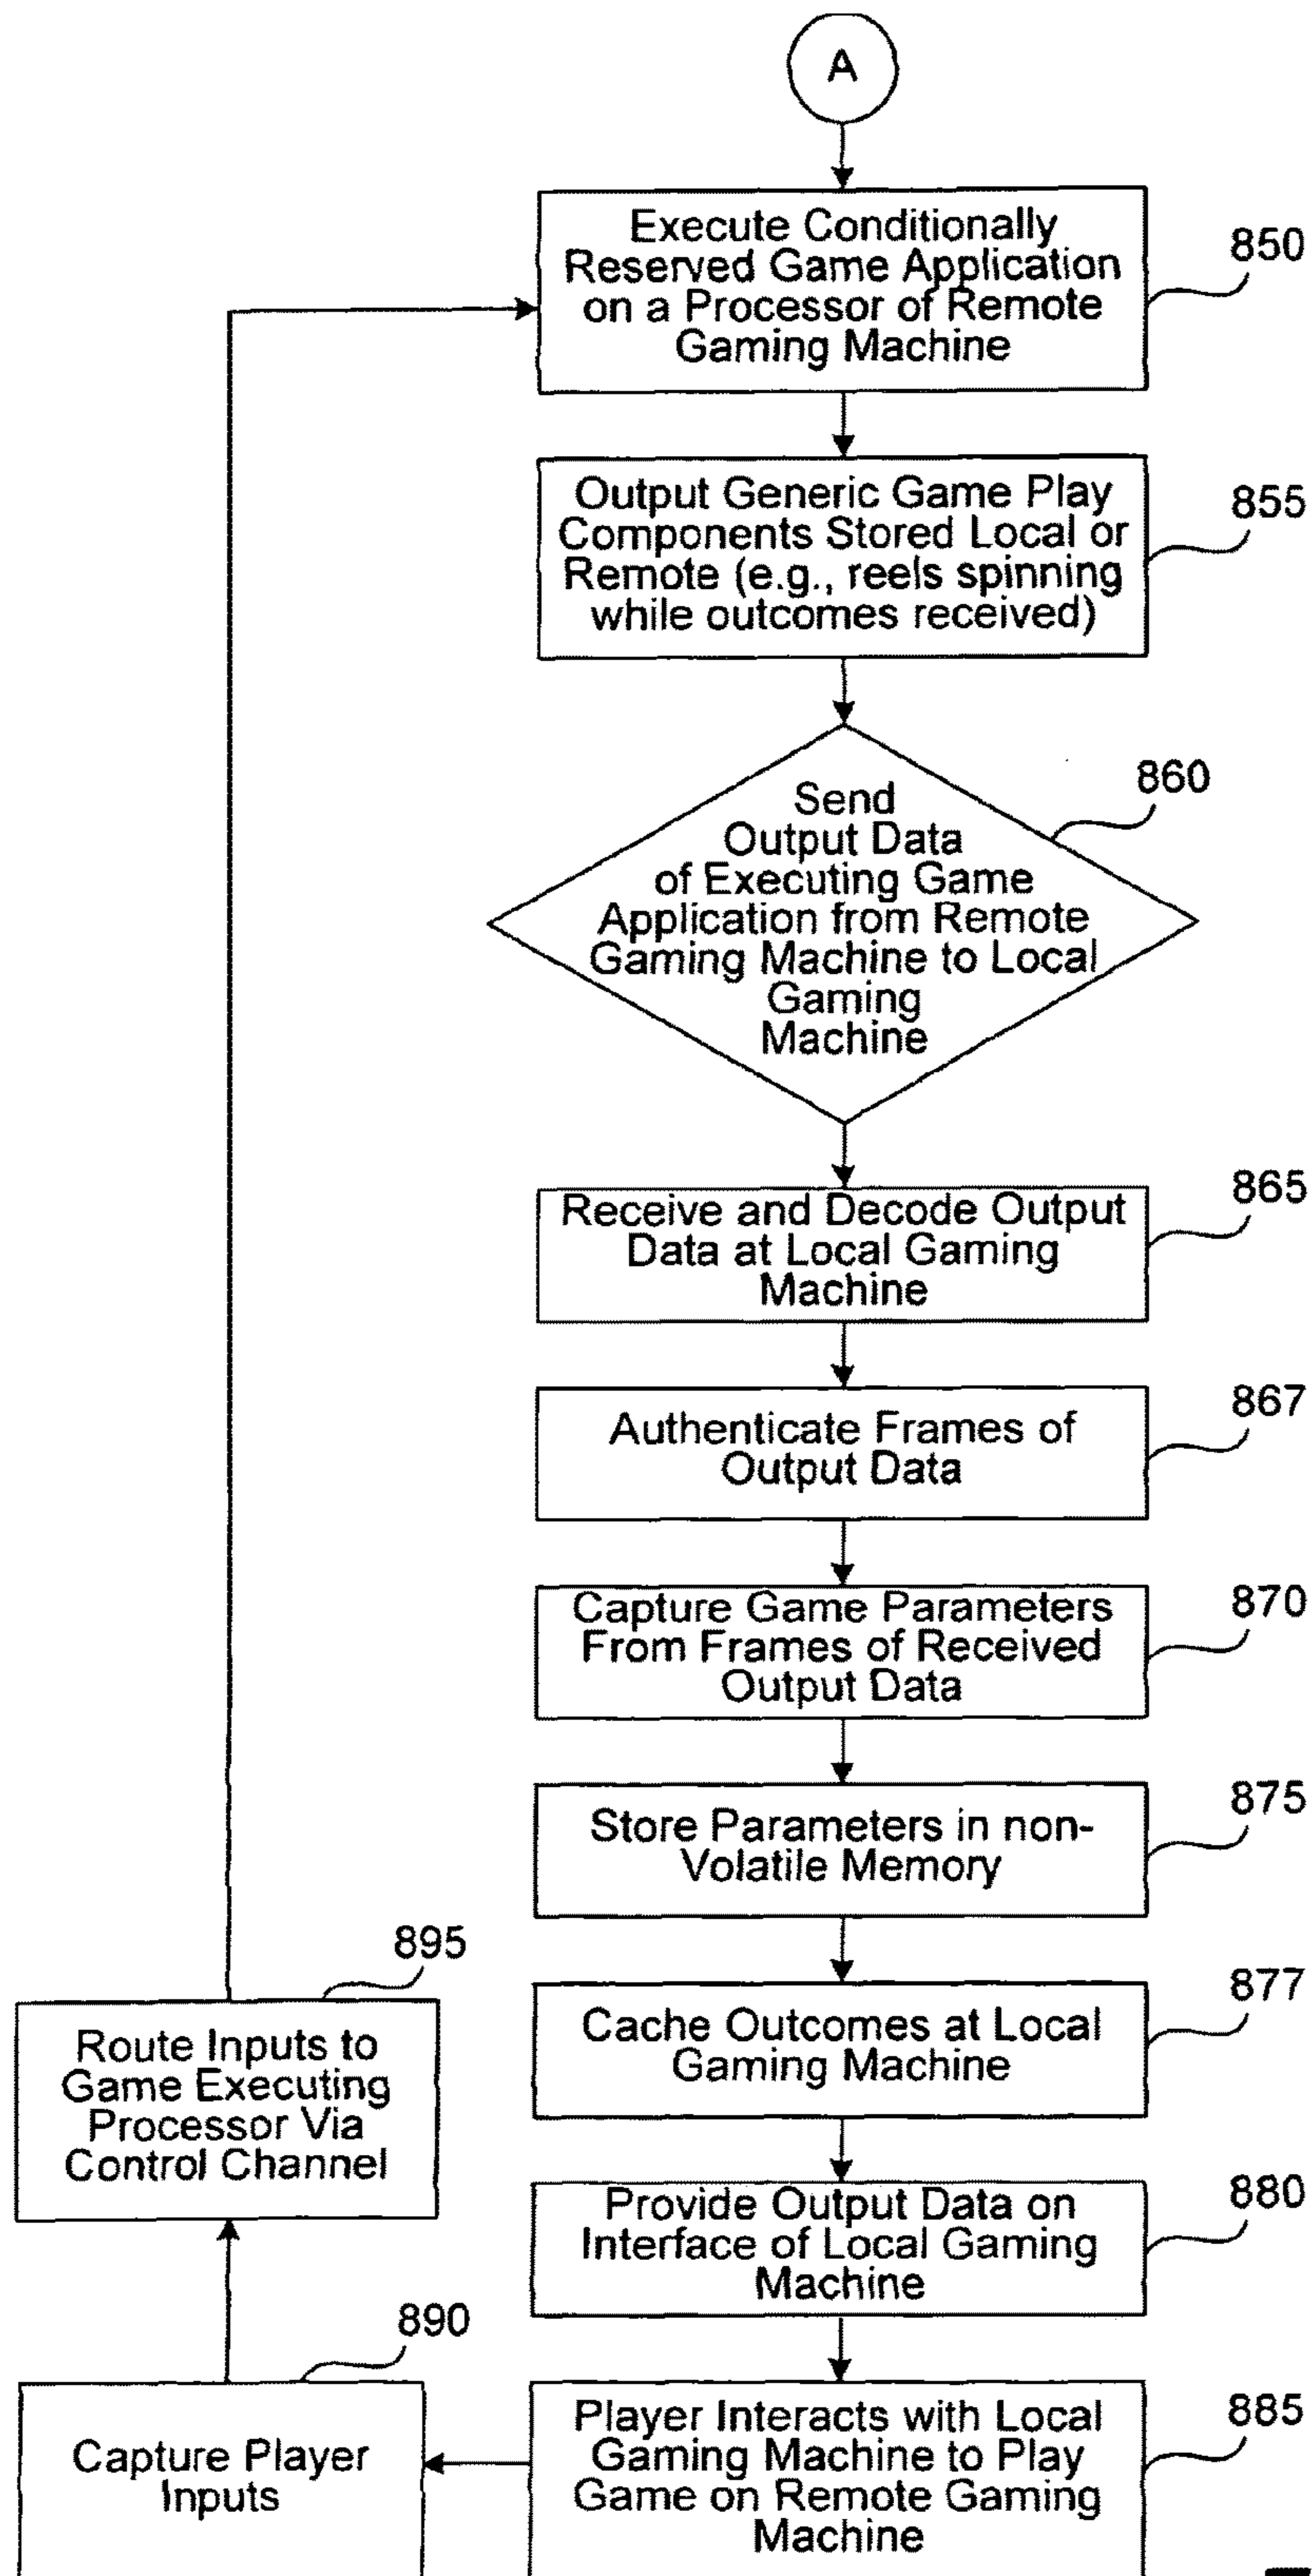 A
Execute Conditionally
Reserved Game Application
on a Processor of Remote
Gaming Machine
850
Output Generic Game Play
Components Stored Local or
Remote (e.g., reels spinning
while outcomes received)
855
Send
Output Data
of Executing Game
Application from Remote
Gaming Machine to Local
Gaming
Machine
860
Receive and Decode Output
Data at Local Gaming
Machine
865
Authenticate Frames of
Output Data
867
Capture Game Parameters
From Frames of Received
Output Data
870
Store Parameters in non-
Volatile Memory
875
Cache Outcomes at Local
Gaming Machine
877
Provide Output Data on
Interface of Local Gaming
Machine
880
Player Interacts with Local
Gaming Machine to Play
Game on Remote Gaming
Machine
885
Capture Player
Inputs
890
Route Inputs to
Game Executing
Processor Via
Control Channel
895